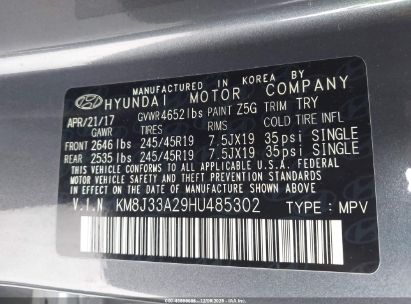 MANUFACTURED IN KOREA BY
HYUNDAI MOTOR COMPANY
APR/21/17 GVWR4652lbs PAINT Z5G TRIM TRY
GAWR TIRES RIMS COLD TIRE INFL
FRONT 2646lbs 245/45R19 7.5JX19 35psi SINGLE
REAR 2535lbs 245/45R19 7.5JX19 35psi SINGLE
THIS VEHICLE CONFORMS TO ALL APPLICABLE U.S.A. FEDERAL MOTOR
VEHICLE SAFETY AND THEFT PREVENTION STANDARDS IN EFFECT ON
THE DATE OF MANUFACTURE SHOWN ABOVE.
V.I.N KM8J33A29HU485302 TYPE : MPV